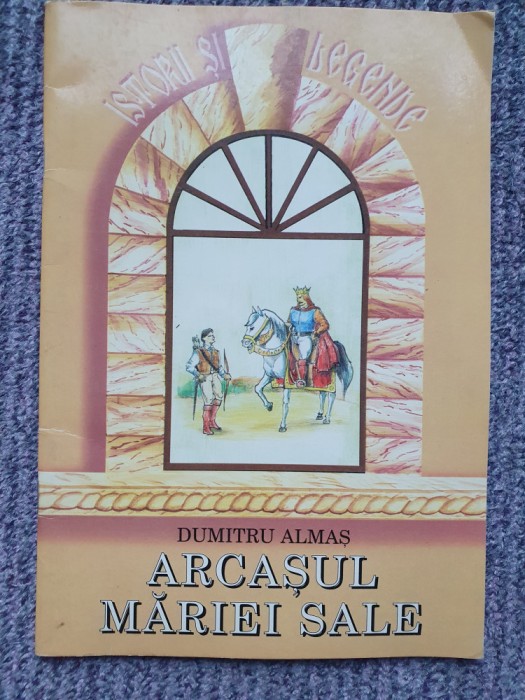 ISTORII ȘI LEGENDE
DUMITRU ALMAȘ
ARCAȘUL
MĂRIEI SALE